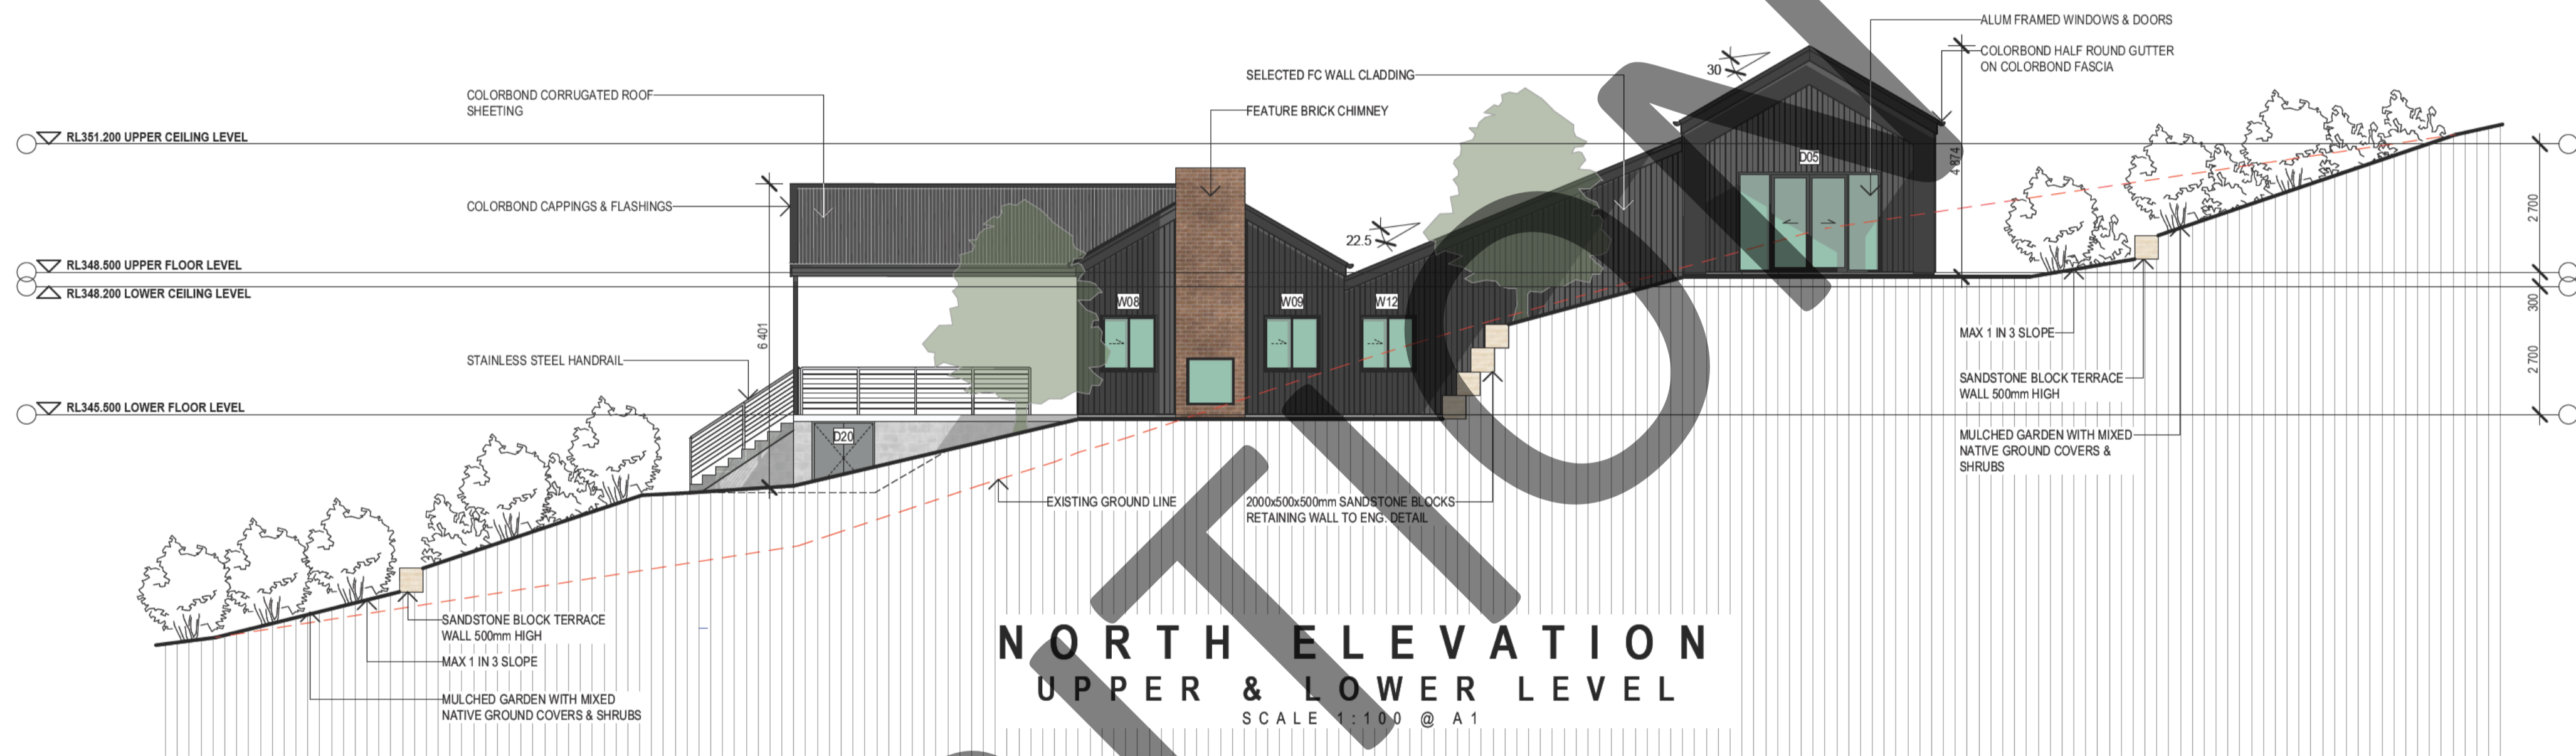 ALUM FRAMED WINDOWS & DOORS
COLORBOND HALF ROUND GUTTER
ON COLORBOND FASCIA
30
SELECTED FC WALL CLADDING
COLORBOND CORRUGATED ROOF
SHEETING
FEATURE BRICK CHIMNEY
RL351.200 UPPER CEILING LEVEL
D05
4 874
COLORBOND CAPPINGS & FLASHINGS
2 700
22.5
RL348.500 UPPER FLOOR LEVEL
RL348.200 LOWER CEILING LEVEL
W08
W09
W12
300
6 401
MAX 1 IN 3 SLOPE
STAINLESS STEEL HANDRAIL
2 700
SANDSTONE BLOCK TERRACE
WALL 500mm HIGH
RL345.500 LOWER FLOOR LEVEL
D20
MULCHED GARDEN WITH MIXED
NATIVE GROUND COVERS &
SHRUBS
EXISTING GROUND LINE
2000x500x500mm SANDSTONE BLOCKS
RETAINING WALL TO ENG. DETAIL
SANDSTONE BLOCK TERRACE
WALL 500mm HIGH
MAX 1 IN 3 SLOPE
MULCHED GARDEN WITH MIXED
NATIVE GROUND COVERS & SHRUBS
NORTH ELEVATION
UPPER & LOWER LEVEL
SCALE 1:100 @ A1